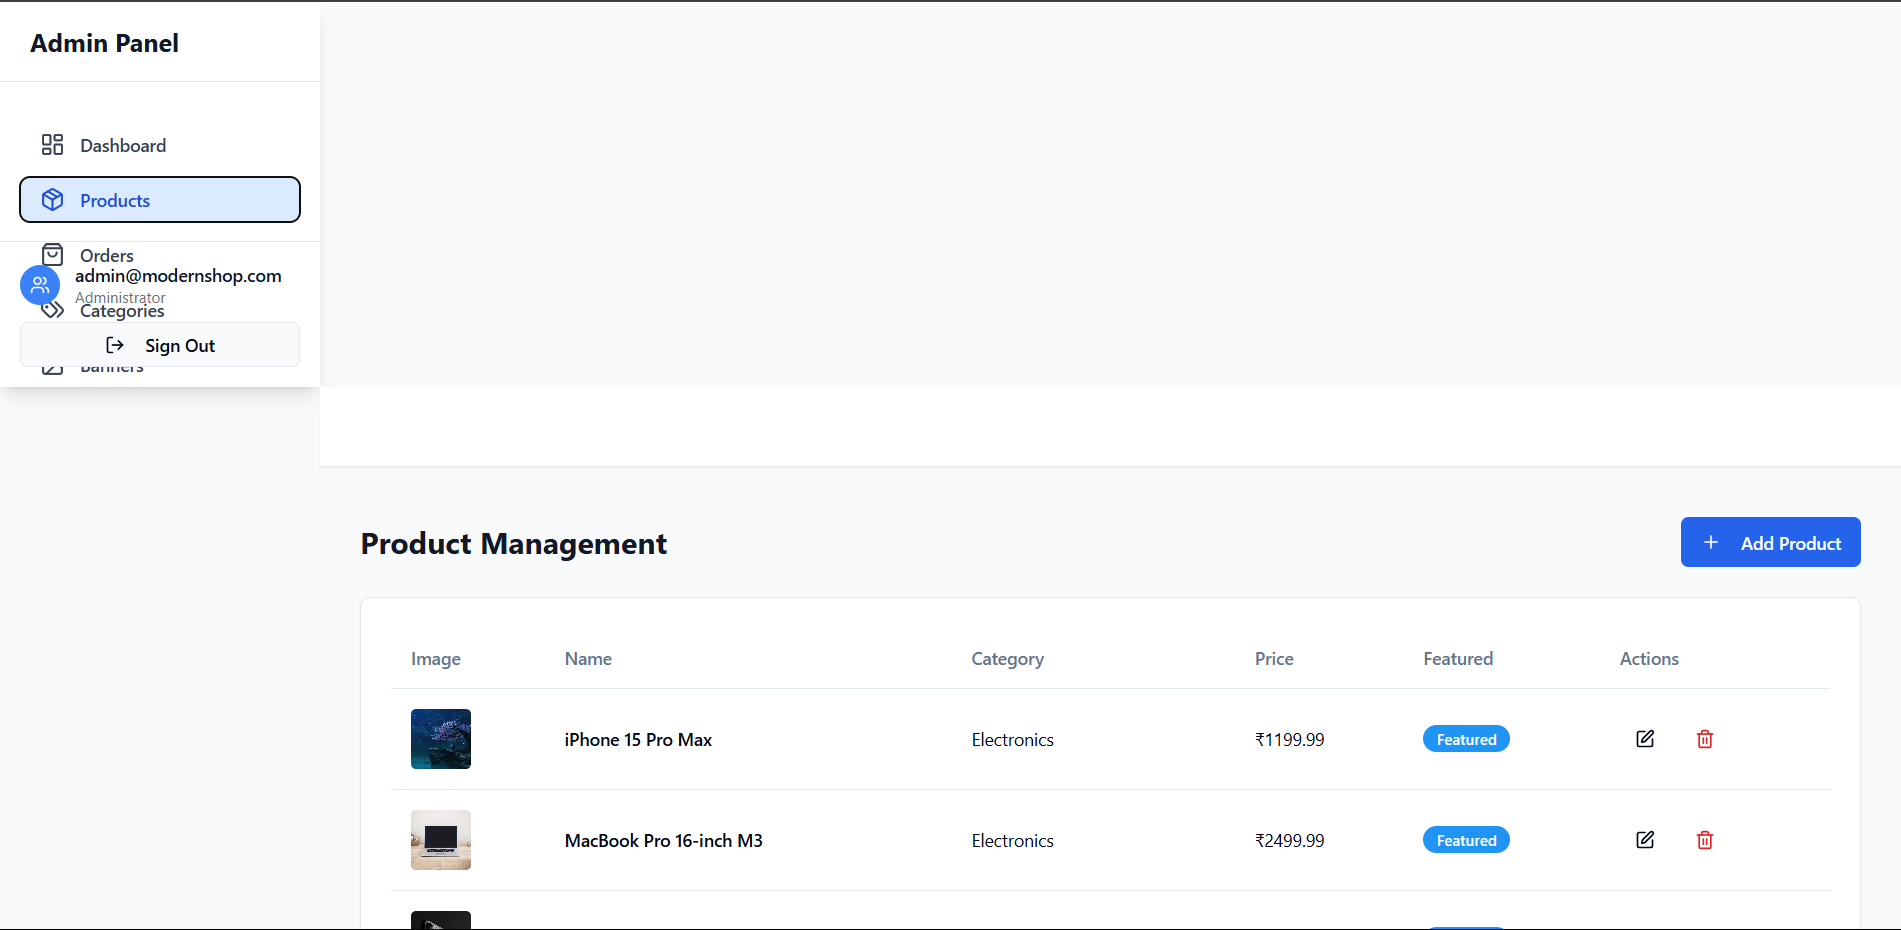 Admin Panel
Dashboard
Products
Orders
admin@modernshop.com
Administrator
Categories
Sign Out
Banners
Product Management
Add Product
Image Name Category Price Featured Actions
iPhone 15 Pro Max Electronics ₹1199.99 Featured
MacBook Pro 16-inch M3 Electronics ₹2499.99 Featured